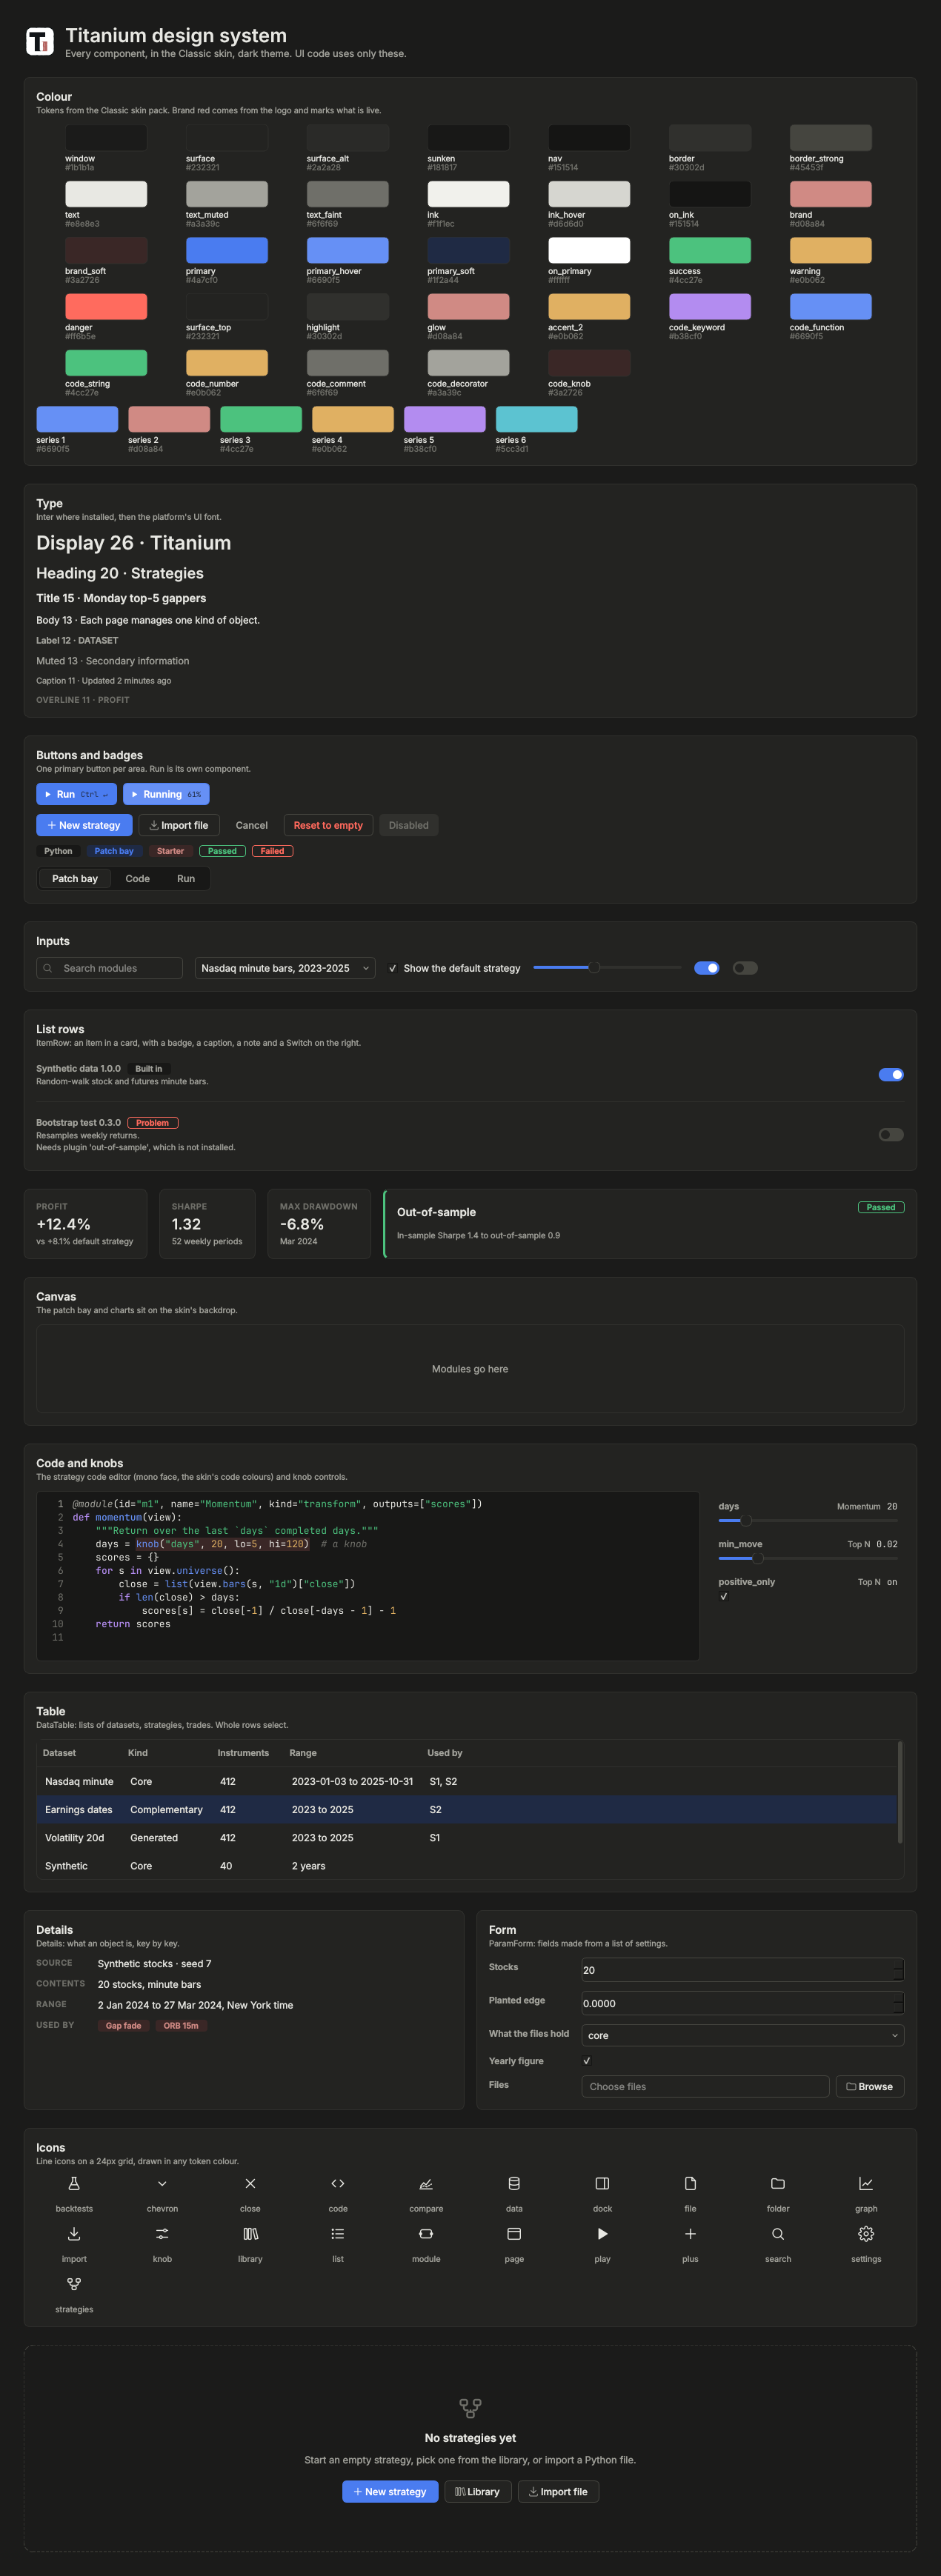 Titanium design system
Every component, in the Classic skin, dark theme. UI code uses only these.
Colour
Tokens from the Classic skin pack. Brand red comes from the logo and marks what is live.
window surface surface_alt sunken nav border border_strong
#1b1b1a #232321 #2a2a28 #181817 #151514 #30302d #45453f
text text_muted text_faint ink ink_hover on_ink brand
#e8e8e3 #a3a39c #6f6f69 #f1f1ec #d6d6d0 #151514 #d08a84
brand_soft primary primary_hover primary_soft on_primary success warning
#3a2726 #4a7cf0 #6690f5 #1f2a44 #ffffff #4cc27e #e0b062
danger surface_top highlight glow accent_2 code_keyword code_function
#ff6b5e #232321 #30302d #d08a84 #e0b062 #b38cf0 #6690f5
code_string code_number code_comment code_decorator code_knob
#4cc27e #e0b062 #6f6f69 #a3a39c #3a2726
series 1 series 2 series 3 series 4 series 5 series 6
#6690f5 #d08a84 #4cc27e #e0b062 #b38cf0 #5cc3d1
Type
Inter where installed, then the platform's UI font.
Display 26 · Titanium
Heading 20 · Strategies
Title 15 · Monday top-5 gappers
Body 13 · Each page manages one kind of object.
Label 12 · DATASET
Muted 13 · Secondary information
Caption 11 · Updated 2 minutes ago
OVERLINE 11 · PROFIT
Buttons and badges
One primary button per area. Run is its own component.
Run Ctrl ↵ Running 61%
New strategy Import file Cancel Reset to empty Disabled
Python Patch bay Starter Passed Failed
Patch bay Code Run
Inputs
Search modules Nasdaq minute bars, 2023-2025 Show the default strategy
List rows
ItemRow: an item in a card, with a badge, a caption, a note and a Switch on the right.
Synthetic data 1.0.0 Built in
Random-walk stock and futures minute bars.
Bootstrap test 0.3.0 Problem
Resamples weekly returns.
Needs plugin 'out-of-sample', which is not installed.
PROFIT SHARPE MAX DRAWDOWN Out-of-sample Passed
+12.4% 1.32 -6.8%
vs +8.1% default strategy 52 weekly periods Mar 2024 In-sample Sharpe 1.4 to out-of-sample 0.9
Canvas
The patch bay and charts sit on the skin's backdrop.
Modules go here
Code and knobs
The strategy code editor (mono face, the skin's code colours) and knob controls.
1 @module(id="m1", name="Momentum", kind="transform", outputs=["scores"])
2 def momentum(view):
3 """Return over the last `days` completed days."""
4 days = knob("days", 20, lo=5, hi=120) # a knob
5 scores = {}
6 for s in view.universe():
7 close = list(view.bars(s, "1d")["close"])
8 if len(close) > days:
9 scores[s] = close[-1] / close[-days - 1] - 1
10 return scores
11
days Momentum 20
min_move Top N 0.02
positive_only Top N on
Table
DataTable: lists of datasets, strategies, trades. Whole rows select.
Dataset Kind Instruments Range Used by
Nasdaq minute Core 412 2023-01-03 to 2025-10-31 S1, S2
Earnings dates Complementary 412 2023 to 2025 S2
Volatility 20d Generated 412 2023 to 2025 S1
Synthetic Core 40 2 years
Details
Details: what an object is, key by key.
SOURCE Synthetic stocks · seed 7
CONTENTS 20 stocks, minute bars
RANGE 2 Jan 2024 to 27 Mar 2024, New York time
USED BY Gap fade ORB 15m
Form
ParamForm: fields made from a list of settings.
Stocks 20
Planted edge 0.0000
What the files hold core
Yearly figure
Files Choose files Browse
Icons
Line icons on a 24px grid, drawn in any token colour.
backtests chevron close code compare data dock file folder graph
import knob library list module page play plus search settings
strategies
No strategies yet
Start an empty strategy, pick one from the library, or import a Python file.
New strategy Library Import file